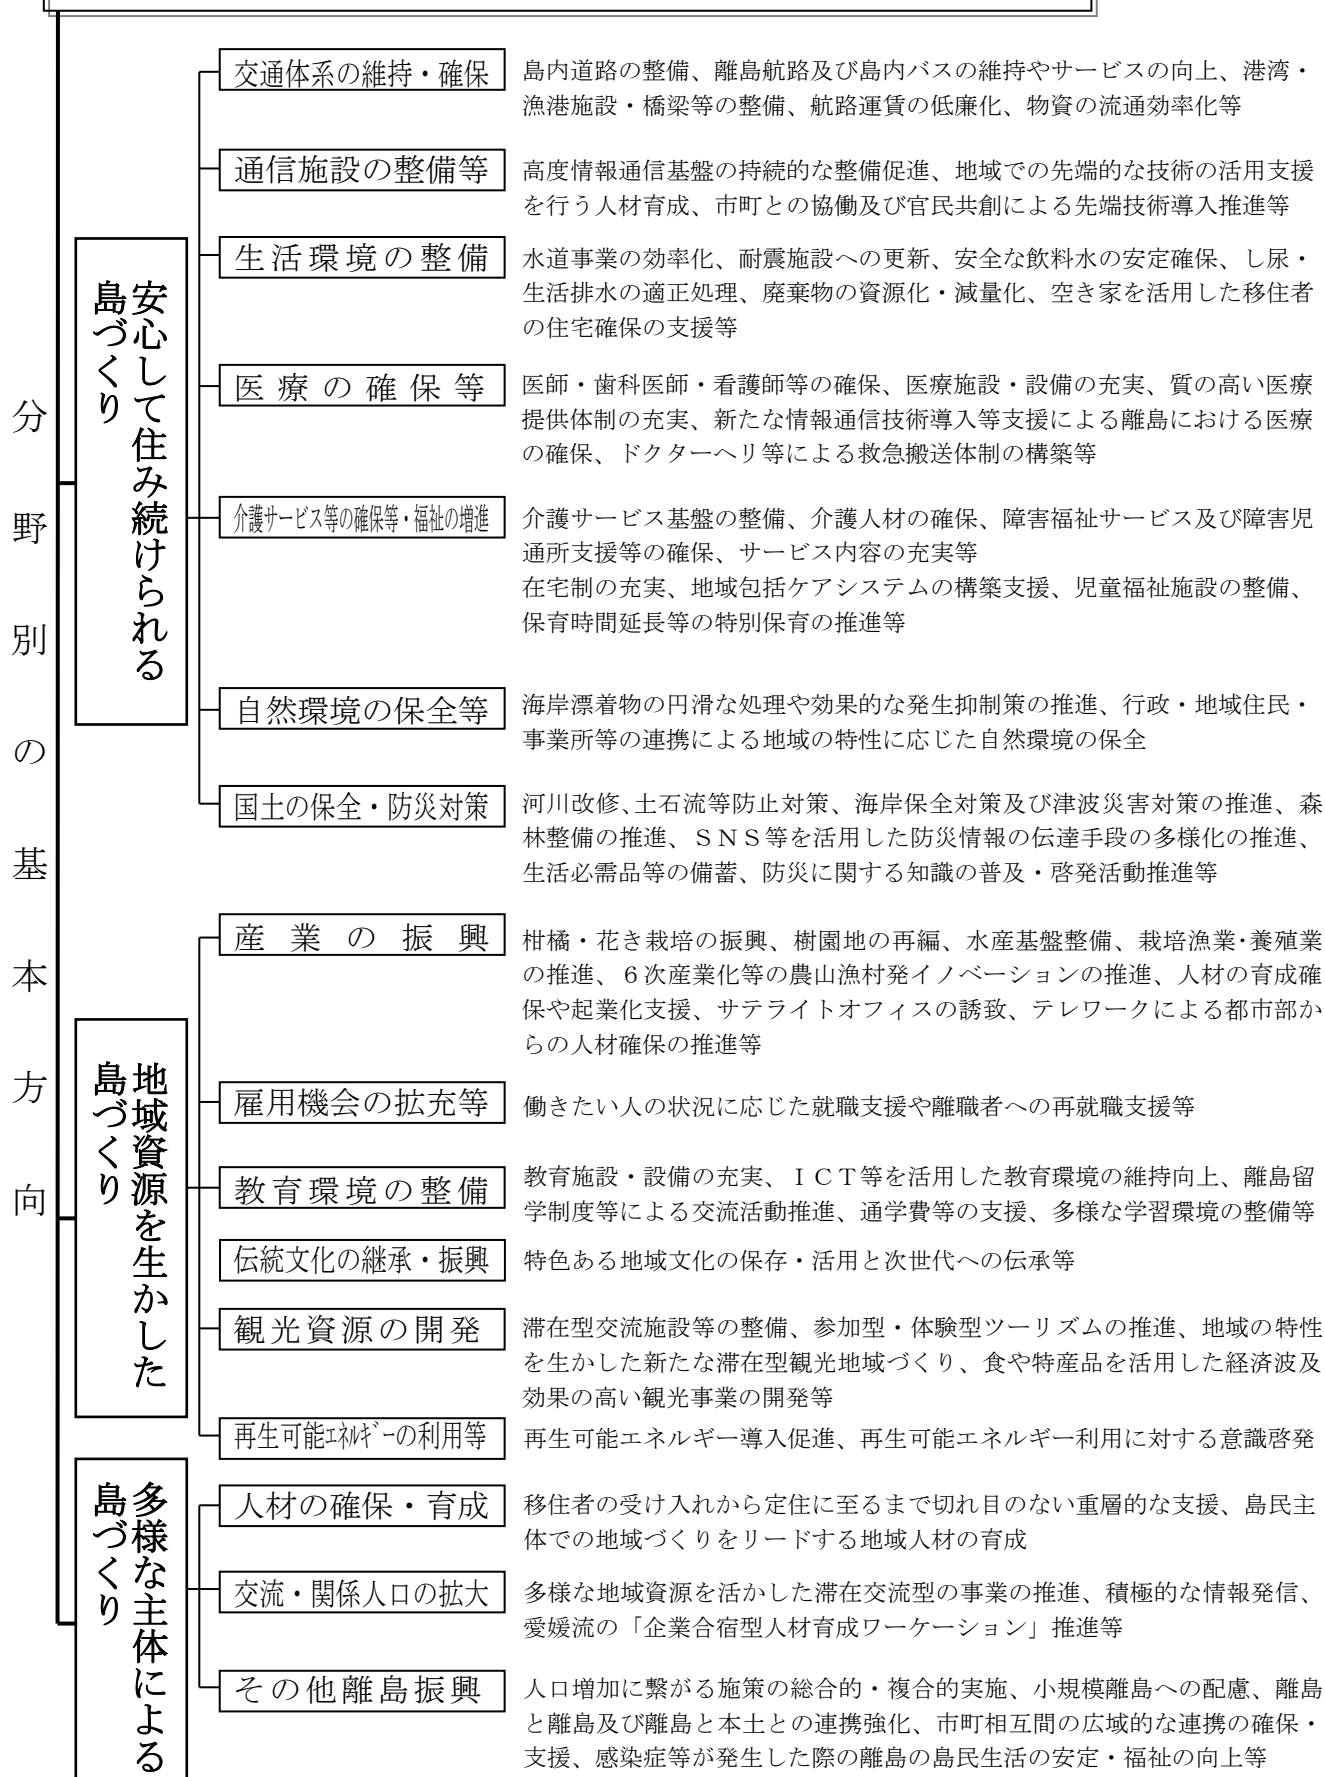 分野別の基本方向
安心して住み続けられる
島づくり
交通体系の維持・確保
島内道路の整備、離島航路及び島内バスの維持やサービスの向上、港湾・
漁港施設・橋梁等の整備、航路運賃の低廉化、物資の流通効率化等
通信施設の整備等
高度情報通信基盤の持続的な整備促進、地域での先端的な技術の活用支援
を行う人材育成、市町との協働及び官民共創による先端技術導入推進等
生活環境の整備
水道事業の効率化、耐震施設への更新、安全な飲料水の安定確保、し尿・
生活排水の適正処理、廃棄物の資源化・減量化、空き家を活用した移住者
の住宅確保の支援等
医療の確保等
医師・歯科医師・看護師等の確保、医療施設・設備の充実、質の高い医療
提供体制の充実、新たな情報通信技術導入等支援による離島における医療
の確保、ドクターヘリ等による救急搬送体制の構築等
介護サービス等の確保等・福祉の増進
介護サービス基盤の整備、介護人材の確保、障害福祉サービス及び障害児
通所支援等の確保、サービス内容の充実等
在宅制の充実、地域包括ケアシステムの構築支援、児童福祉施設の整備、
保育時間延長等の特別保育の推進等
自然環境の保全等
海岸漂着物の円滑な処理や効果的な発生抑制策の推進、行政・地域住民・
事業所等の連携による地域の特性に応じた自然環境の保全
国土の保全・防災対策
河川改修、土石流等防止対策、海岸保全対策及び津波災害対策の推進、森
林整備の推進、ＳＮＳ等を活用した防災情報の伝達手段の多様化の推進、
生活必需品等の備蓄、防災に関する知識の普及・啓発活動推進等
地域資源を生かした
島づくり
産業の振興
柑橘・花き栽培の振興、樹園地の再編、水産基盤整備、栽培漁業・養殖業
の推進、６次産業化等の農山漁村発イノベーションの推進、人材の育成確
保や起業化支援、サテライトオフィスの誘致、テレワークによる都市部か
らの人材確保の推進等
雇用機会の拡充等
働きたい人の状況に応じた就職支援や離職者への再就職支援等
教育環境の整備
教育施設・設備の充実、ＩＣＴ等を活用した教育環境の維持向上、離島留
学制度等による交流活動推進、通学費等の支援、多様な学習環境の整備等
伝統文化の継承・振興
特色ある地域文化の保存・活用と次世代への伝承等
観光資源の開発
滞在型交流施設等の整備、参加型・体験型ツーリズムの推進、地域の特性
を生かした新たな滞在型観光地域づくり、食や特産品を活用した経済波及
効果の高い観光事業の開発等
再生可能ｴﾈﾙｷﾞｰの利用等
再生可能エネルギー導入促進、再生可能エネルギー利用に対する意識啓発
多様な主体による
島づくり
人材の確保・育成
移住者の受け入れから定住に至るまで切れ目のない重層的な支援、島民主
体での地域づくりをリードする地域人材の育成
交流・関係人口の拡大
多様な地域資源を活かした滞在交流型の事業の推進、積極的な情報発信、
愛媛流の「企業合宿型人材育成ワーケーション」推進等
その他離島振興
人口増加に繋がる施策の総合的・複合的実施、小規模離島への配慮、離島
と離島及び離島と本土との連携強化、市町相互間の広域的な連携の確保・
支援、感染症等が発生した際の離島の島民生活の安定・福祉の向上等